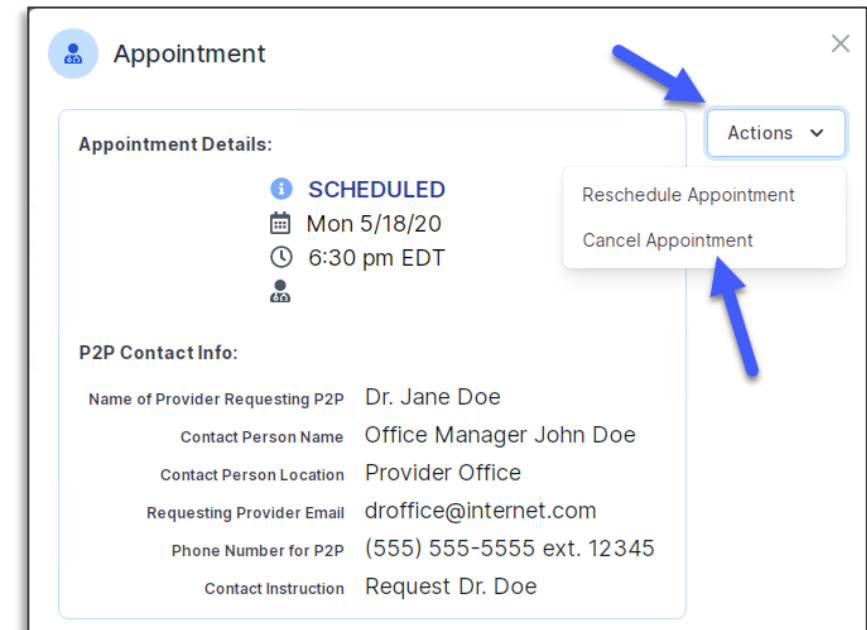 Appointment
Actions
Appointment Details:
SCHEDULED
Reschedule Appointment
Mon 5/18/20
Cancel Appointment
6:30 pm EDT
P2P Contact Info:
Name of Provider Requesting P2P Dr. Jane Doe
Contact Person Name Office Manager John Doe
Contact Person Location Provider Office
Requesting Provider Email droffice@internet.com
Phone Number for P2P (555) 555-5555 ext. 12345
Contact Instruction Request Dr. Doe